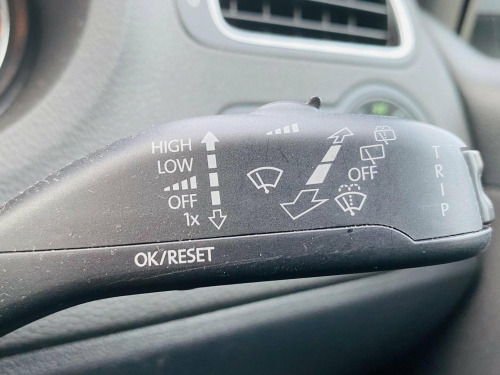 HIGH
LOW
OFF
1x
OFF
TRIP
OK/RESET